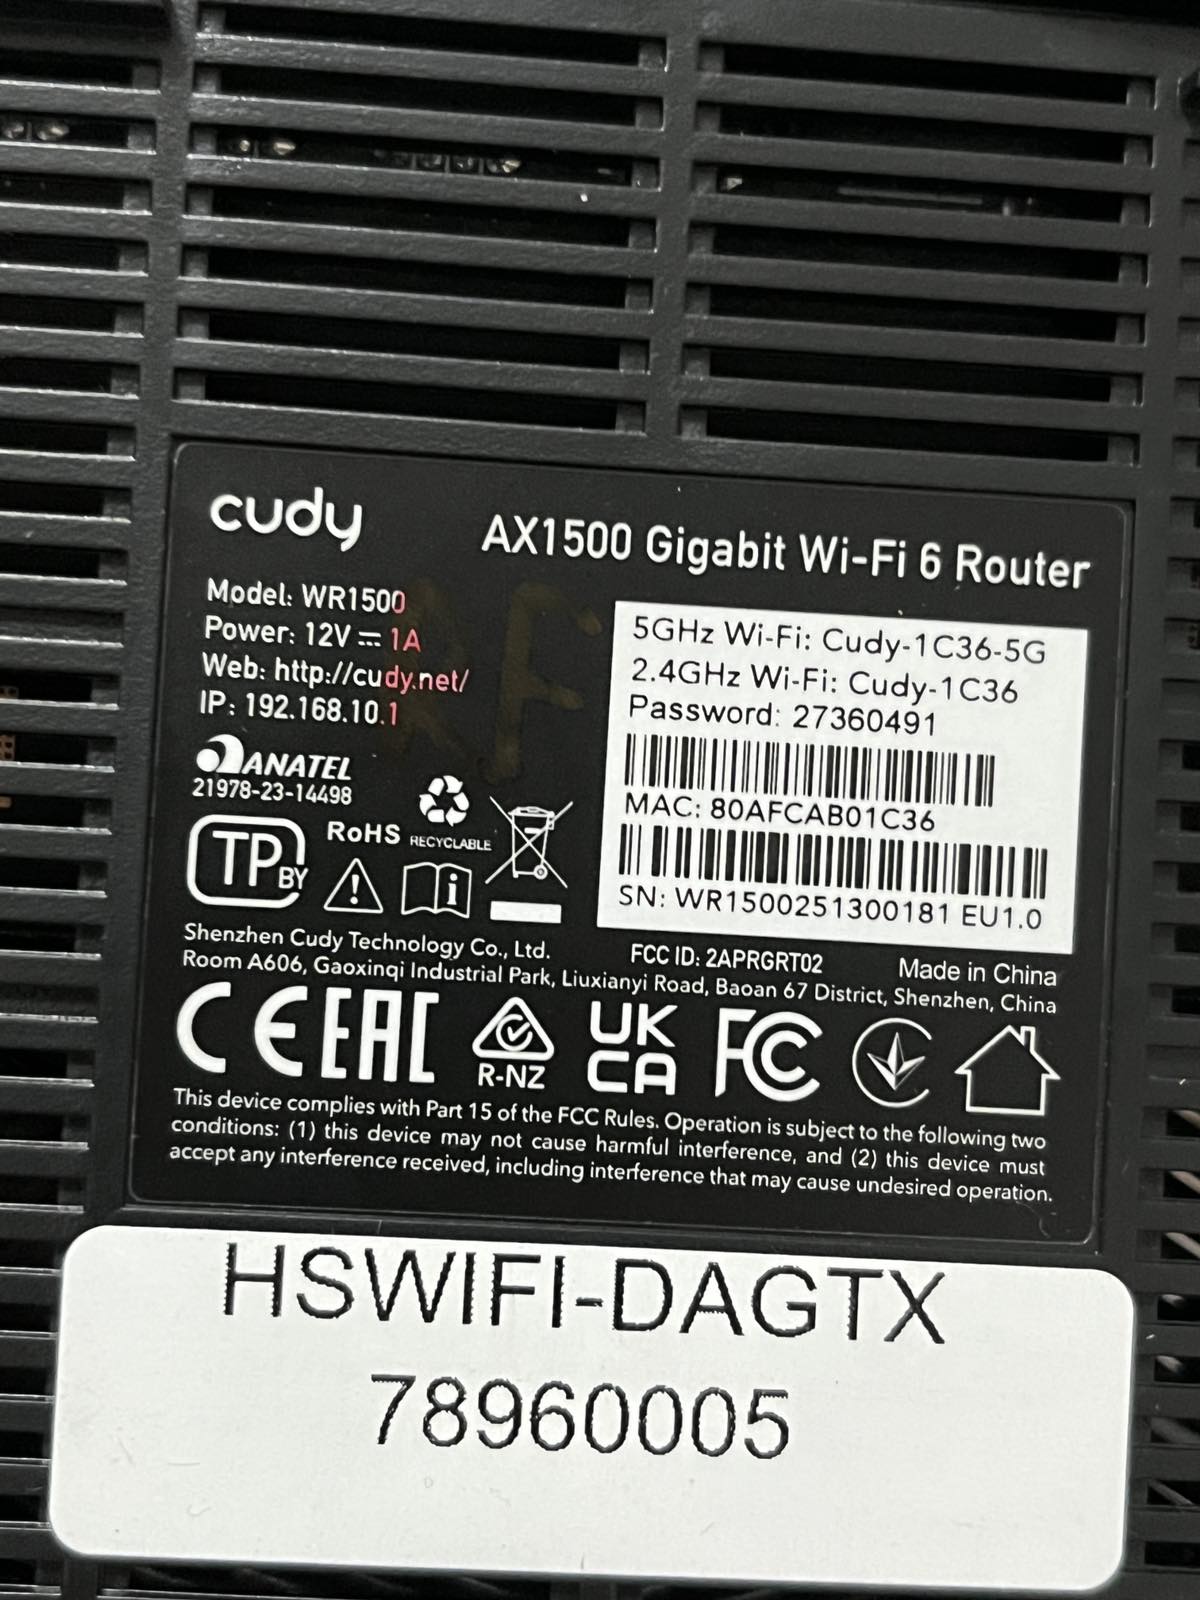 cudy
AX1500 Gigabit Wi-Fi 6 Router
Model: WR1500
Power: 12V ⎓ 1A
Web: http://cudy.net/
IP: 192.168.10.1
5GHz Wi-Fi: Cudy-1C36-5G
2.4GHz Wi-Fi: Cudy-1C36
Password: 27360491
MAC: 80AFCAB01C36
SN: WR1500251300181 EU1.0
ANATEL
21978-23-14498
RoHS
RECYCLABLE
TP BY
Shenzhen Cudy Technology Co., Ltd.
FCC ID: 2APRGRT02
Made in China
Room A606, Gaoxinqi Industrial Park, Liuxianyi Road, Baoan 67 District, Shenzhen, China
CE EAC
R-NZ
UK
CA
FC
This device complies with Part 15 of the FCC Rules. Operation is subject to the following two
conditions: (1) this device may not cause harmful interference, and (2) this device must
accept any interference received, including interference that may cause undesired operation.
HSWIFI-DAGTX
78960005